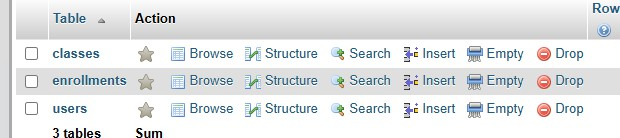 Table Action Row
classes Browse Structure Search Insert Empty Drop
enrollments Browse Structure Search Insert Empty Drop
users Browse Structure Search Insert Empty Drop
3 tables Sum